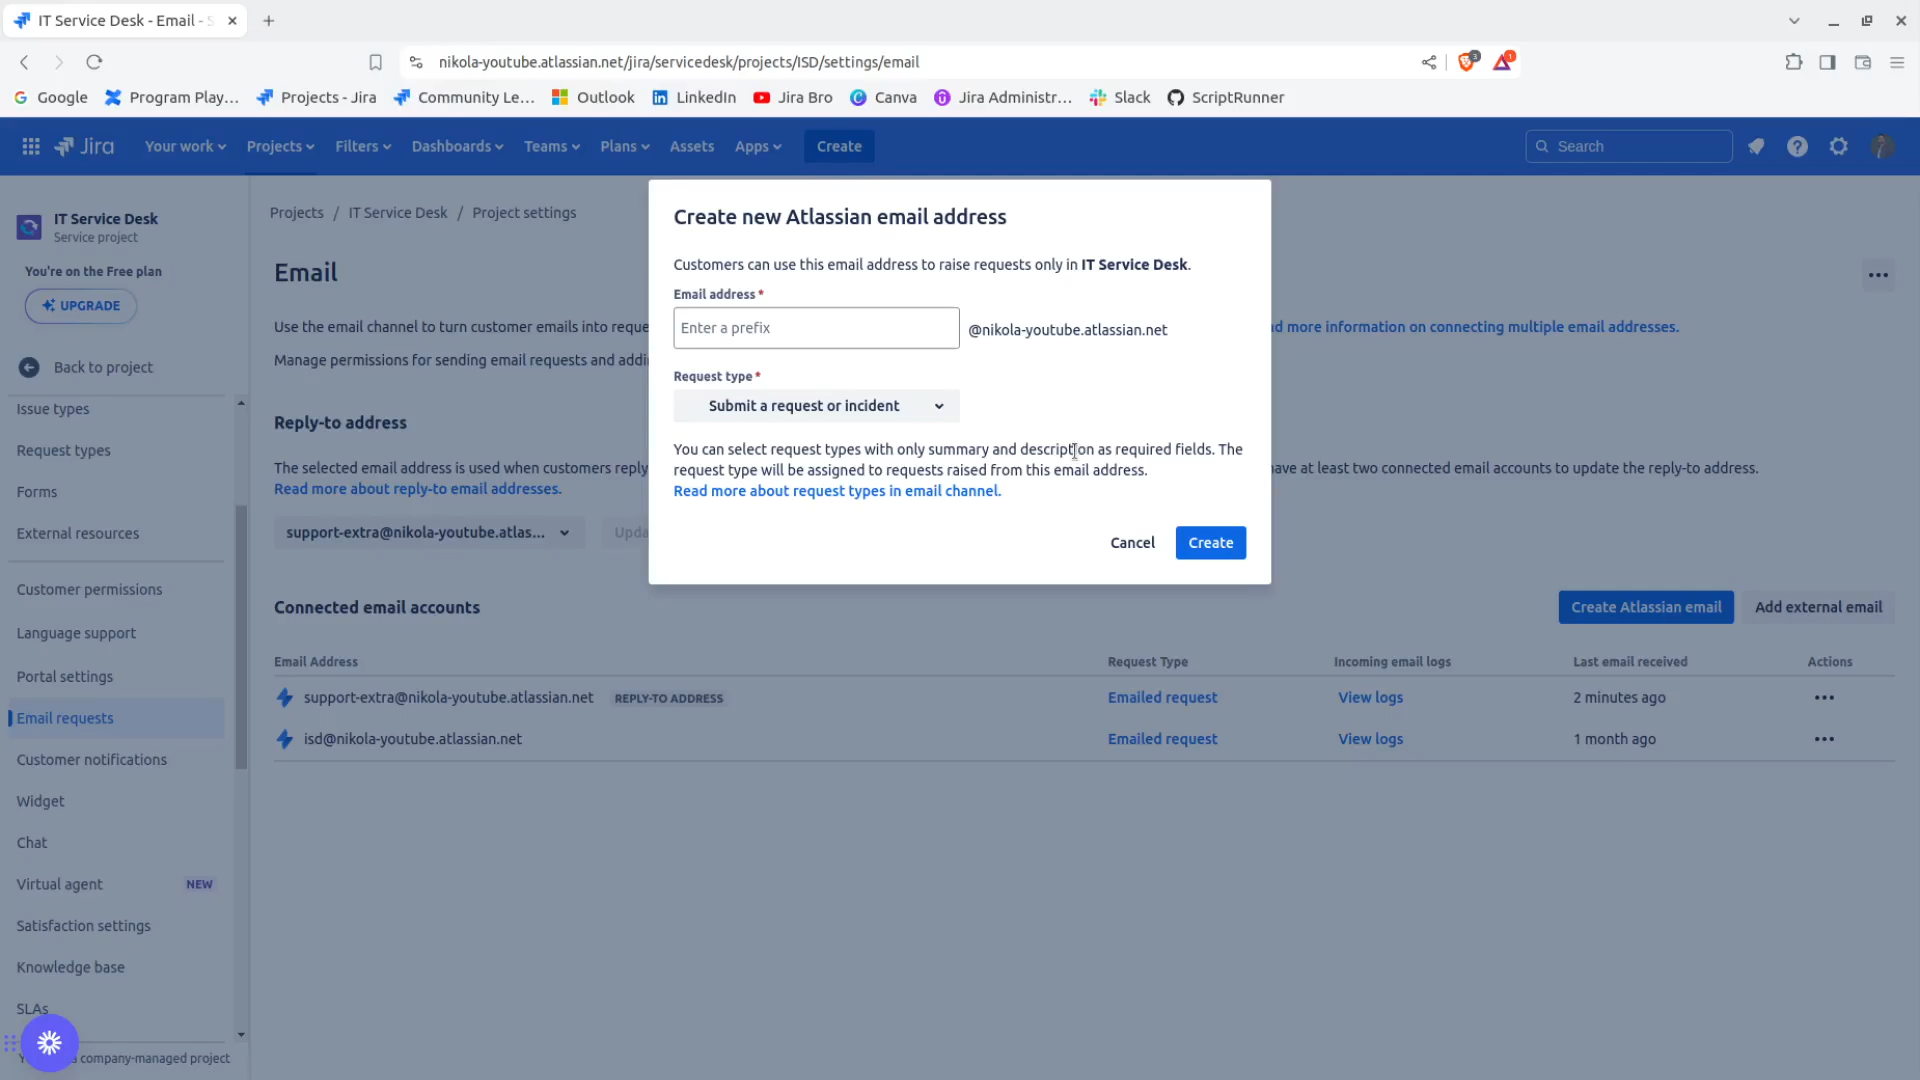 IT Service Desk - Email - S
nikola-youtube.atlassian.net/jira/servicedesk/projects/ISD/settings/email
3
1
Google
Program Play...
Projects - Jira
Community Le...
Outlook
LinkedIn
Jira Bro
Canva
Jira Administr...
Slack
ScriptRunner
Jira
Your work
Projects
Filters
Dashboards
Teams
Plans
Assets
Apps
Create
Search
IT Service Desk
Service project
You're on the Free plan
UPGRADE
Back to project
Issue types
Request types
Forms
External resources
Customer permissions
Language support
Portal settings
Email requests
Customer notifications
Widget
Chat
Virtual agent NEW
Satisfaction settings
Knowledge base
SLAs
company-managed project
Projects / IT Service Desk / Project settings
Email
Use the email channel to turn customer emails into reque
d more information on connecting multiple email addresses.
Manage permissions for sending email requests and addi
Reply-to address
The selected email address is used when customers reply
have at least two connected email accounts to update the reply-to address.
Read more about reply-to email addresses.
support-extra@nikola-youtube.atlas...
Upda
Create new Atlassian email address
Customers can use this email address to raise requests only in IT Service Desk.
Email address *
Enter a prefix
@nikola-youtube.atlassian.net
Request type *
Submit a request or incident
You can select request types with only summary and description as required fields. The
request type will be assigned to requests raised from this email address.
Read more about request types in email channel.
Cancel
Create
Connected email accounts
Create Atlassian email
Add external email
Email Address Request Type Incoming email logs Last email received Actions
support-extra@nikola-youtube.atlassian.net REPLY-TO ADDRESS Emailed request View logs 2 minutes ago
isd@nikola-youtube.atlassian.net Emailed request View logs 1 month ago